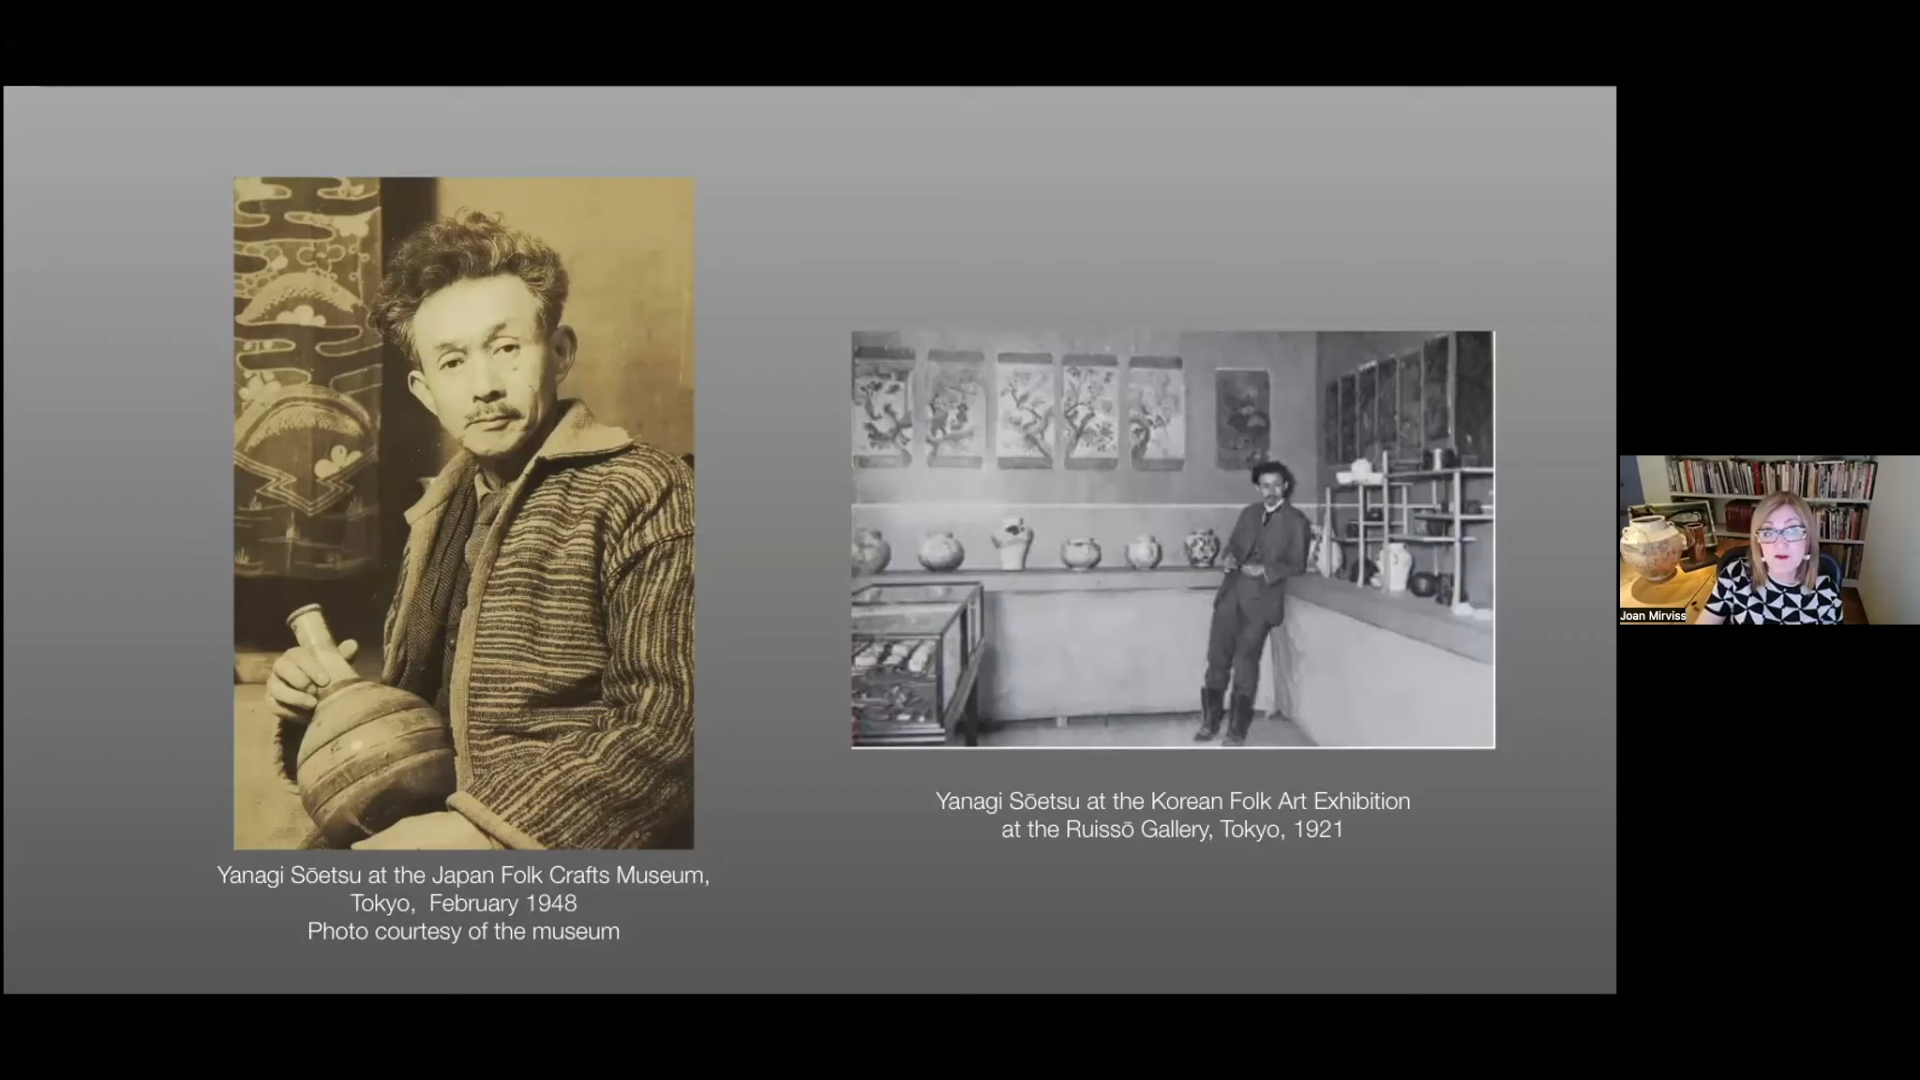 Yanagi Sōetsu at the Japan Folk Crafts Museum,
Tokyo, February 1948
Photo courtesy of the museum
Yanagi Sōetsu at the Korean Folk Art Exhibition
at the Ruissō Gallery, Tokyo, 1921
Joan Mirviss